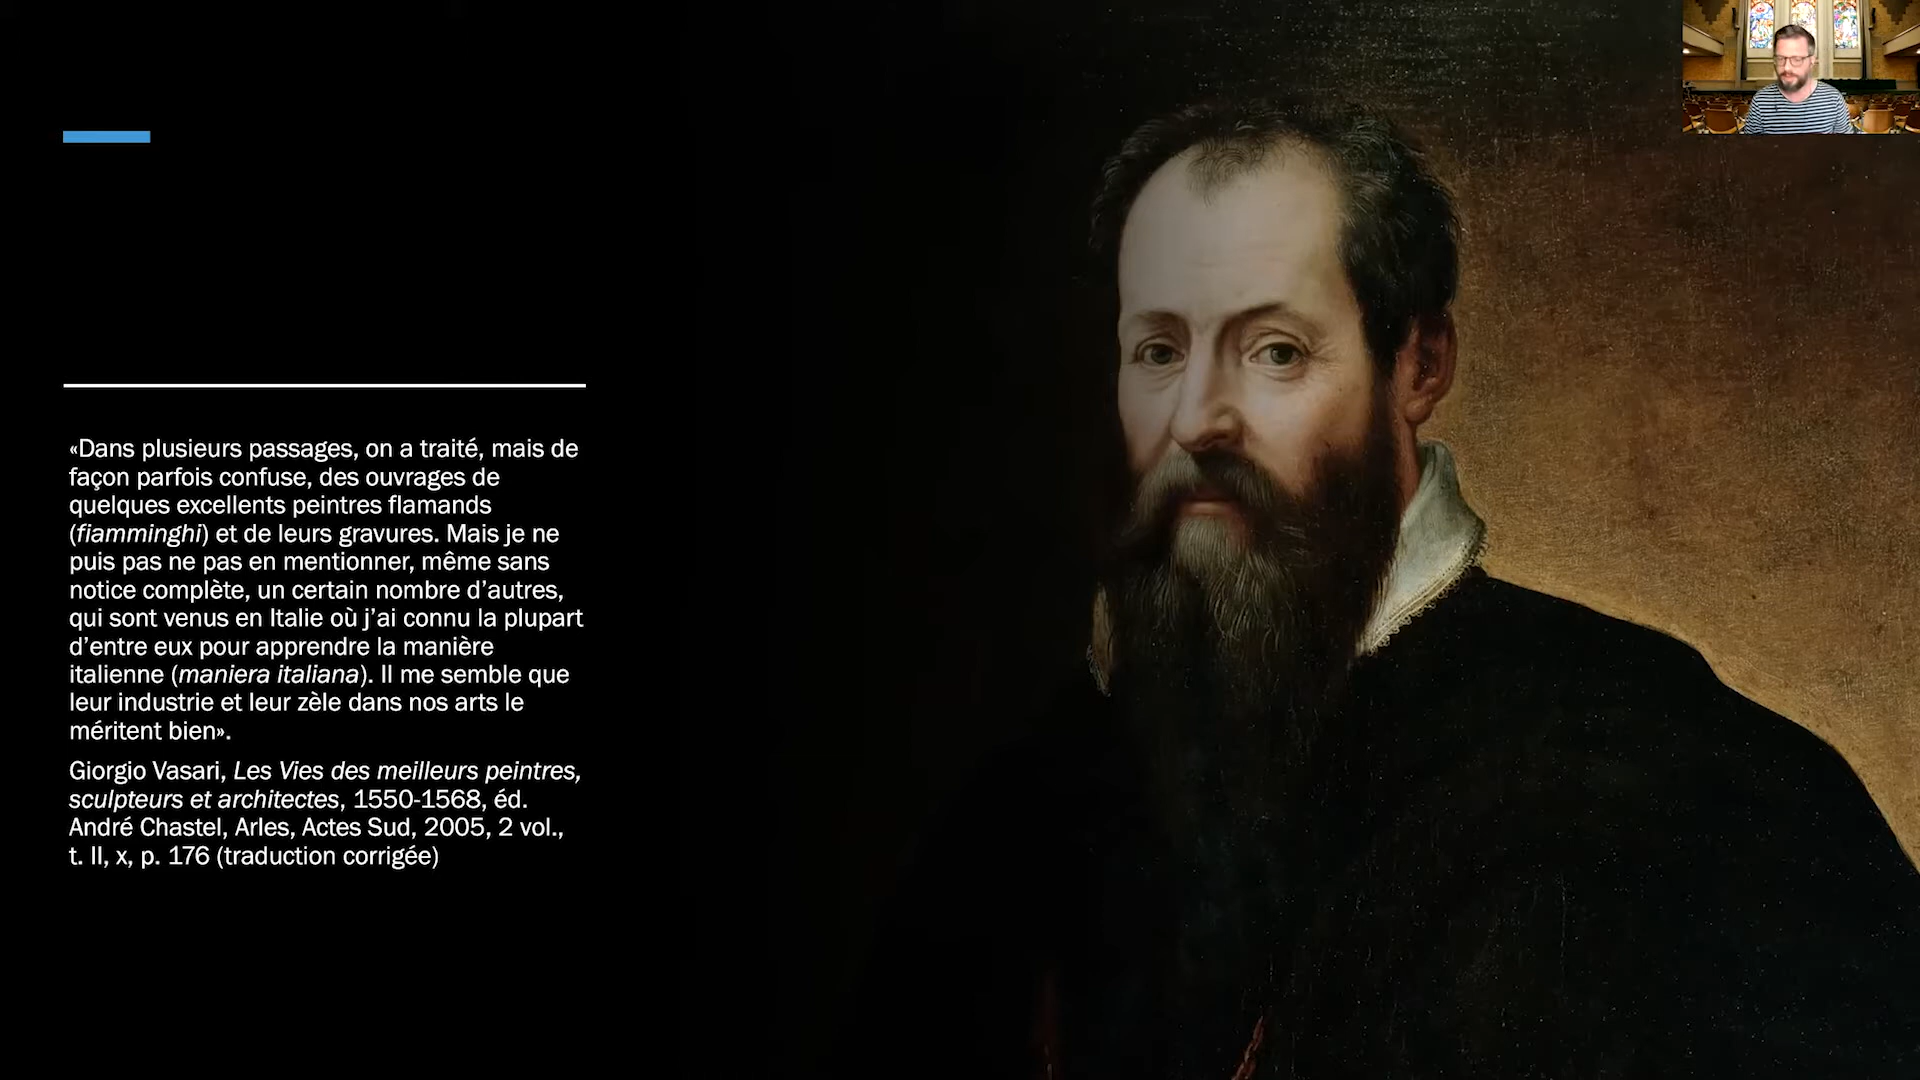 «Dans plusieurs passages, on a traité, mais de
façon parfois confuse, des ouvrages de
quelques excellents peintres flamands
(fiamminghi) et de leurs gravures. Mais je ne
puis pas ne pas en mentionner, même sans
notice complète, un certain nombre d’autres,
qui sont venus en Italie où j’ai connu la plupart
d’entre eux pour apprendre la manière
italienne (maniera italiana). Il me semble que
leur industrie et leur zèle dans nos arts le
méritent bien».
Giorgio Vasari, Les Vies des meilleurs peintres,
sculpteurs et architectes, 1550-1568, éd.
André Chastel, Arles, Actes Sud, 2005, 2 vol.,
t. II, x, p. 176 (traduction corrigée)